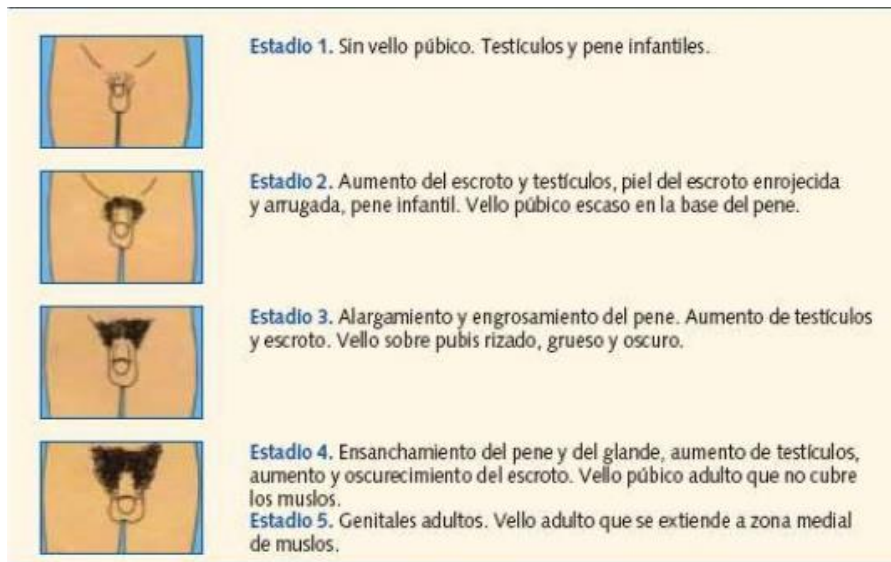 Estadio 1. Sin vello púbico. Testículos y pene infantiles.
Estadio 2. Aumento del escroto y testículos, piel del escroto enrojecida
y arrugada, pene infantil. Vello púbico escaso en la base del pene.
Estadio 3. Alargamiento y engrosamiento del pene. Aumento de testículos
y escroto. Vello sobre pubis rizado, grueso y oscuro.
Estadio 4. Ensanchamiento del pene y del glande, aumento de testículos,
aumento y oscurecimiento del escroto. Vello púbico adulto que no cubre
los muslos.
Estadio 5. Genitales adultos. Vello adulto que se extiende a zona medial
de muslos.